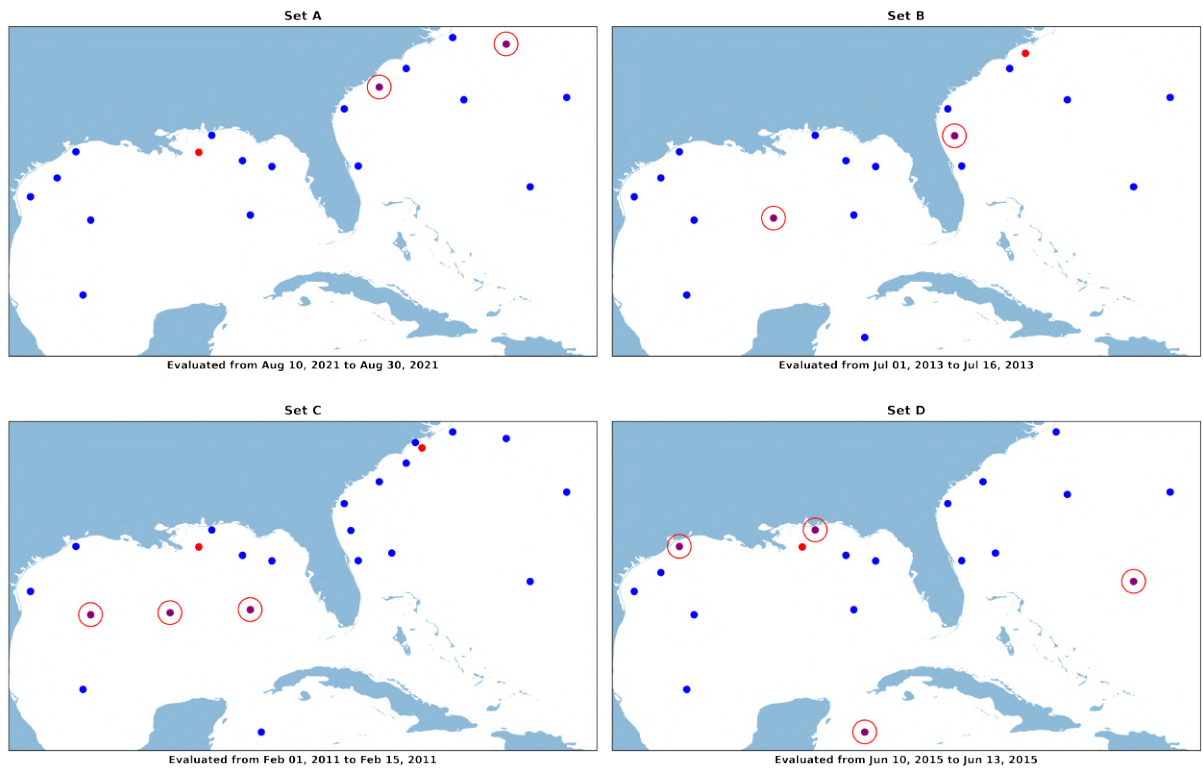 Set A
Set B
Evaluated from Aug 10, 2021 to Aug 30, 2021
Evaluated from Jul 01, 2013 to Jul 16, 2013
Set C
Set D
Evaluated from Feb 01, 2011 to Feb 15, 2011
Evaluated from Jun 10, 2015 to Jun 13, 2015